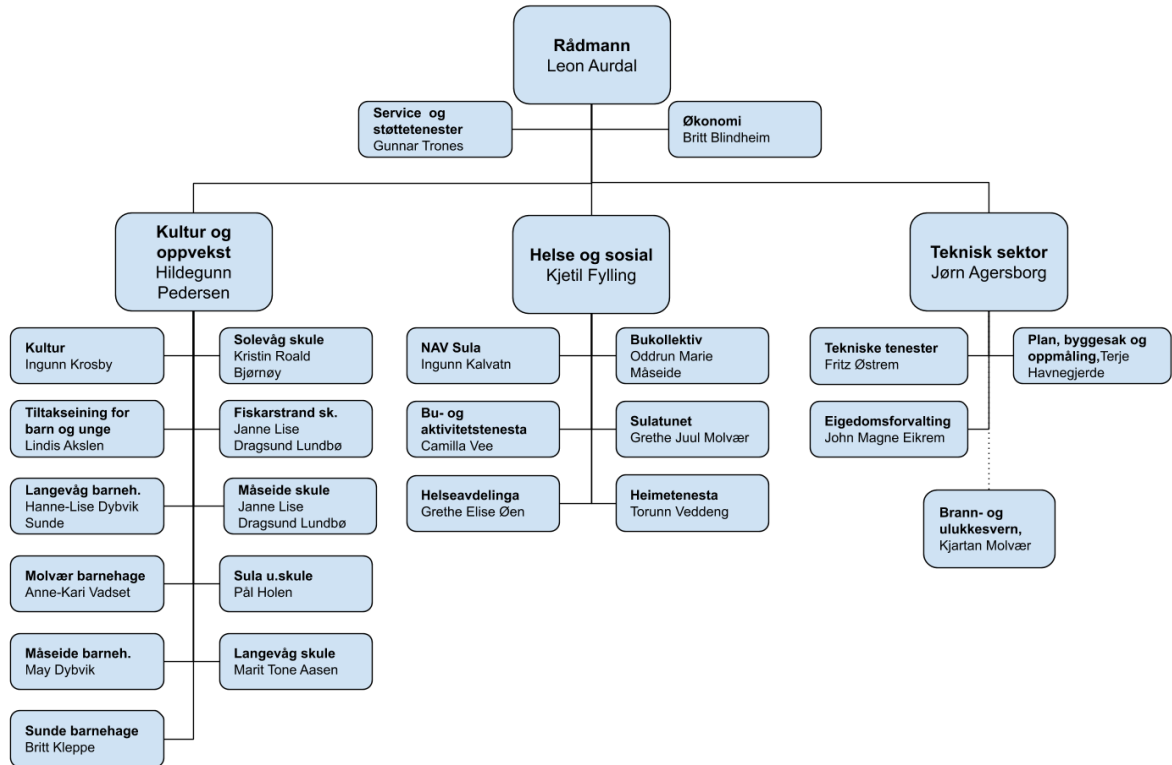 Rådmann
Leon Aurdal
Service og
støttetenester
Gunnar Trones
Økonomi
Britt Blindheim
Kultur og
oppvekst
Hildegunn
Pedersen
Helse og sosial
Kjetil Fylling
Teknisk sektor
Jørn Agersborg
Kultur
Ingunn Krosby
Solevåg skule
Kristin Roald
Bjørnøy
Tiltakseining for
barn og unge
Lindis Akslen
Fiskarstrand sk.
Janne Lise
Dragsund Lundbø
Langevåg barneh.
Hanne-Lise Dybvik
Sunde
Måseide skule
Janne Lise
Dragsund Lundbø
Molvær barnehage
Anne-Kari Vadset
Sula u.skule
Pål Holen
Måseide barneh.
May Dybvik
Langevåg skule
Marit Tone Aasen
Sunde barnehage
Britt Kleppe
NAV Sula
Ingunn Kalvatn
Bukollektiv
Oddrun Marie
Måseide
Bu- og
aktivitetstenesta
Camilla Vee
Sulatunet
Grethe Juul Molvær
Helseavdelinga
Grethe Elise Øen
Heimetenesta
Torunn Veddeng
Tekniske tenester
Fritz Østrem
Plan, byggesak og
oppmåling,Terje
Havnegjerde
Eigedomsforvalting
John Magne Eikrem
Brann- og
ulukkesvern,
Kjartan Molvær